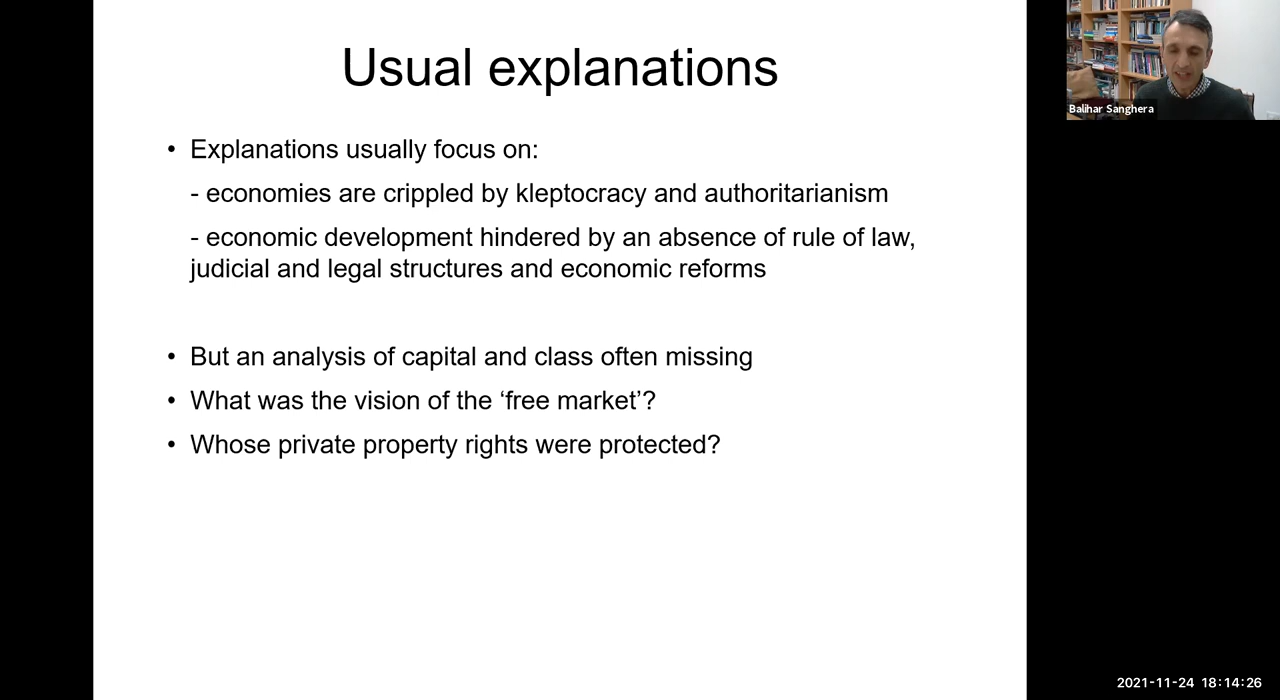 Usual explanations
• Explanations usually focus on:
- economies are crippled by kleptocracy and authoritarianism
- economic development hindered by an absence of rule of law,
judicial and legal structures and economic reforms
• But an analysis of capital and class often missing
• What was the vision of the ‘free market’?
• Whose private property rights were protected?
Balihar Sanghera
2021-11-24 18:14:26